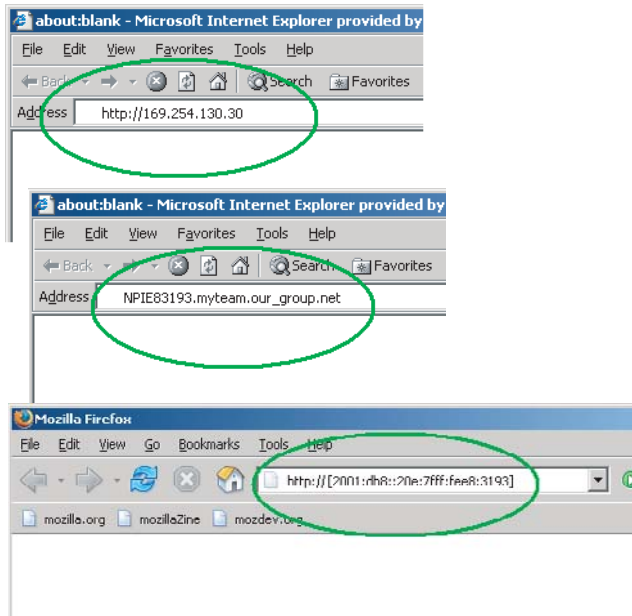 about:blank - Microsoft Internet Explorer provided by
File Edit View Favorites Tools Help
Back Search Favorites
Address http://169.254.130.30
about:blank - Microsoft Internet Explorer provided by
File Edit View Favorites Tools Help
Back Search Favorites
Address NPIE83193.myteam.our_group.net
Mozilla Firefox
File Edit View Go Bookmarks Tools Help
http://[2001:db8::20e:7fff:fee8:3193]
mozilla.org mozillaZine mozdev.org